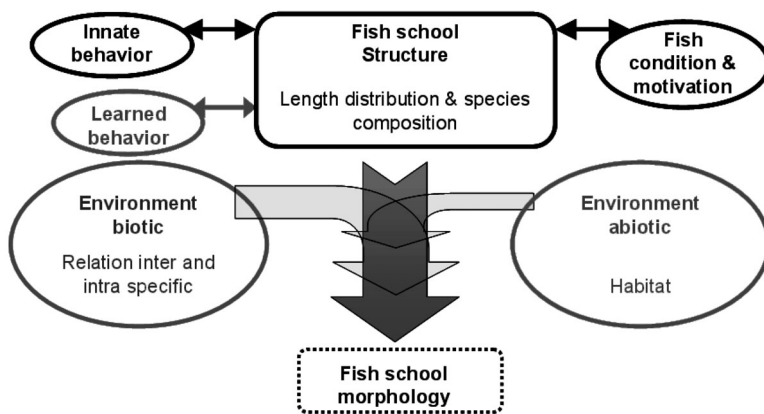 Innate
behavior
Fish school
Structure
Length distribution & species
composition
Fish
condition &
motivation
Learned
behavior
Environment
biotic
Relation inter and
intra specific
Environment
abiotic
Habitat
Fish school
morphology